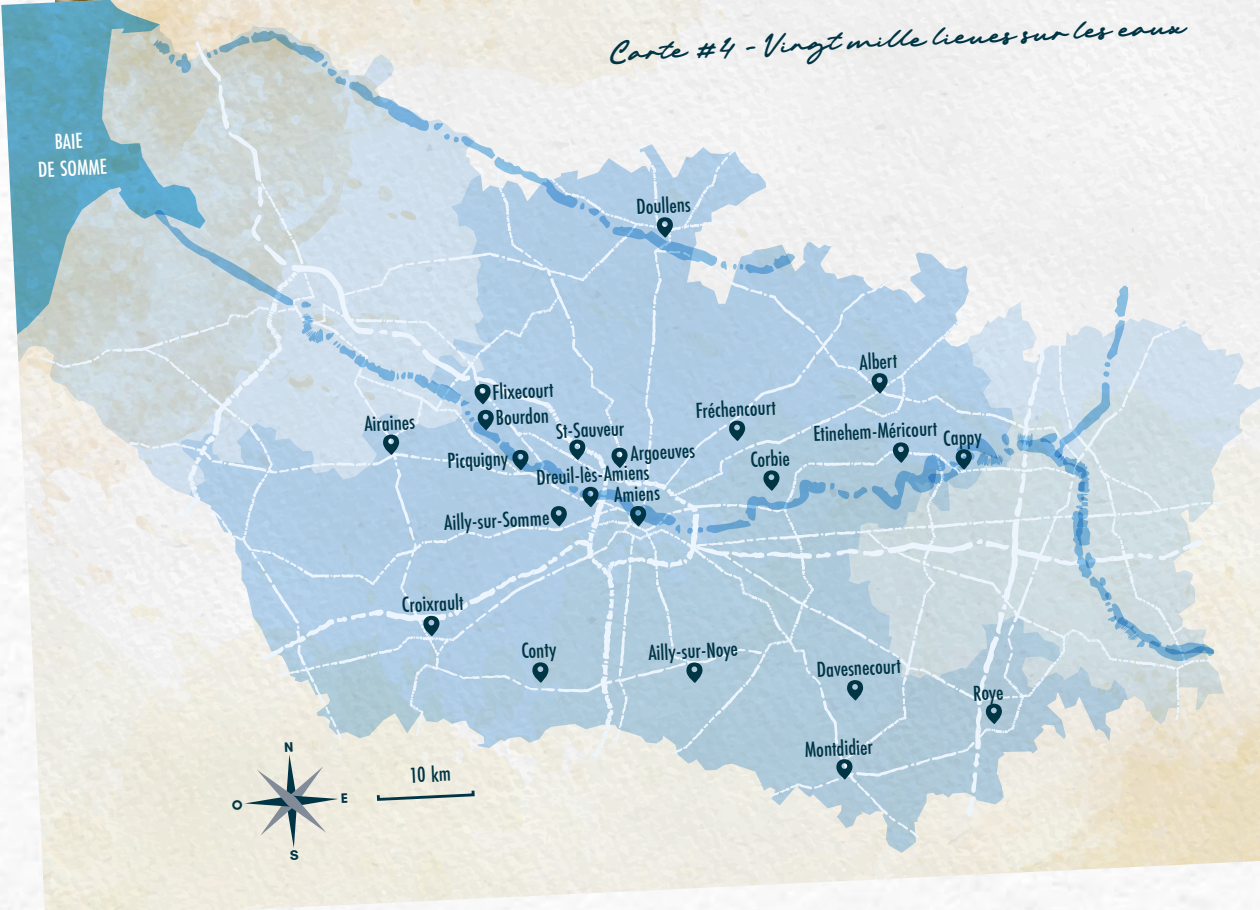 Carte #4 - Vingt mille lieues sur les eaux
BAIE
DE SOMME
Doullens
Albert
Flixecourt
Bourdon
Fréchencourt
Airaines
St-Sauveur
Etinehem-Méricourt
Cappy
Picquigny
Argoeuves
Corbie
Dreuil-lès-Amiens
Amiens
Ailly-sur-Somme
Croixrault
Conty
Ailly-sur-Noye
Davesnecourt
Roye
Montdidier
N
O
E
S
10 km